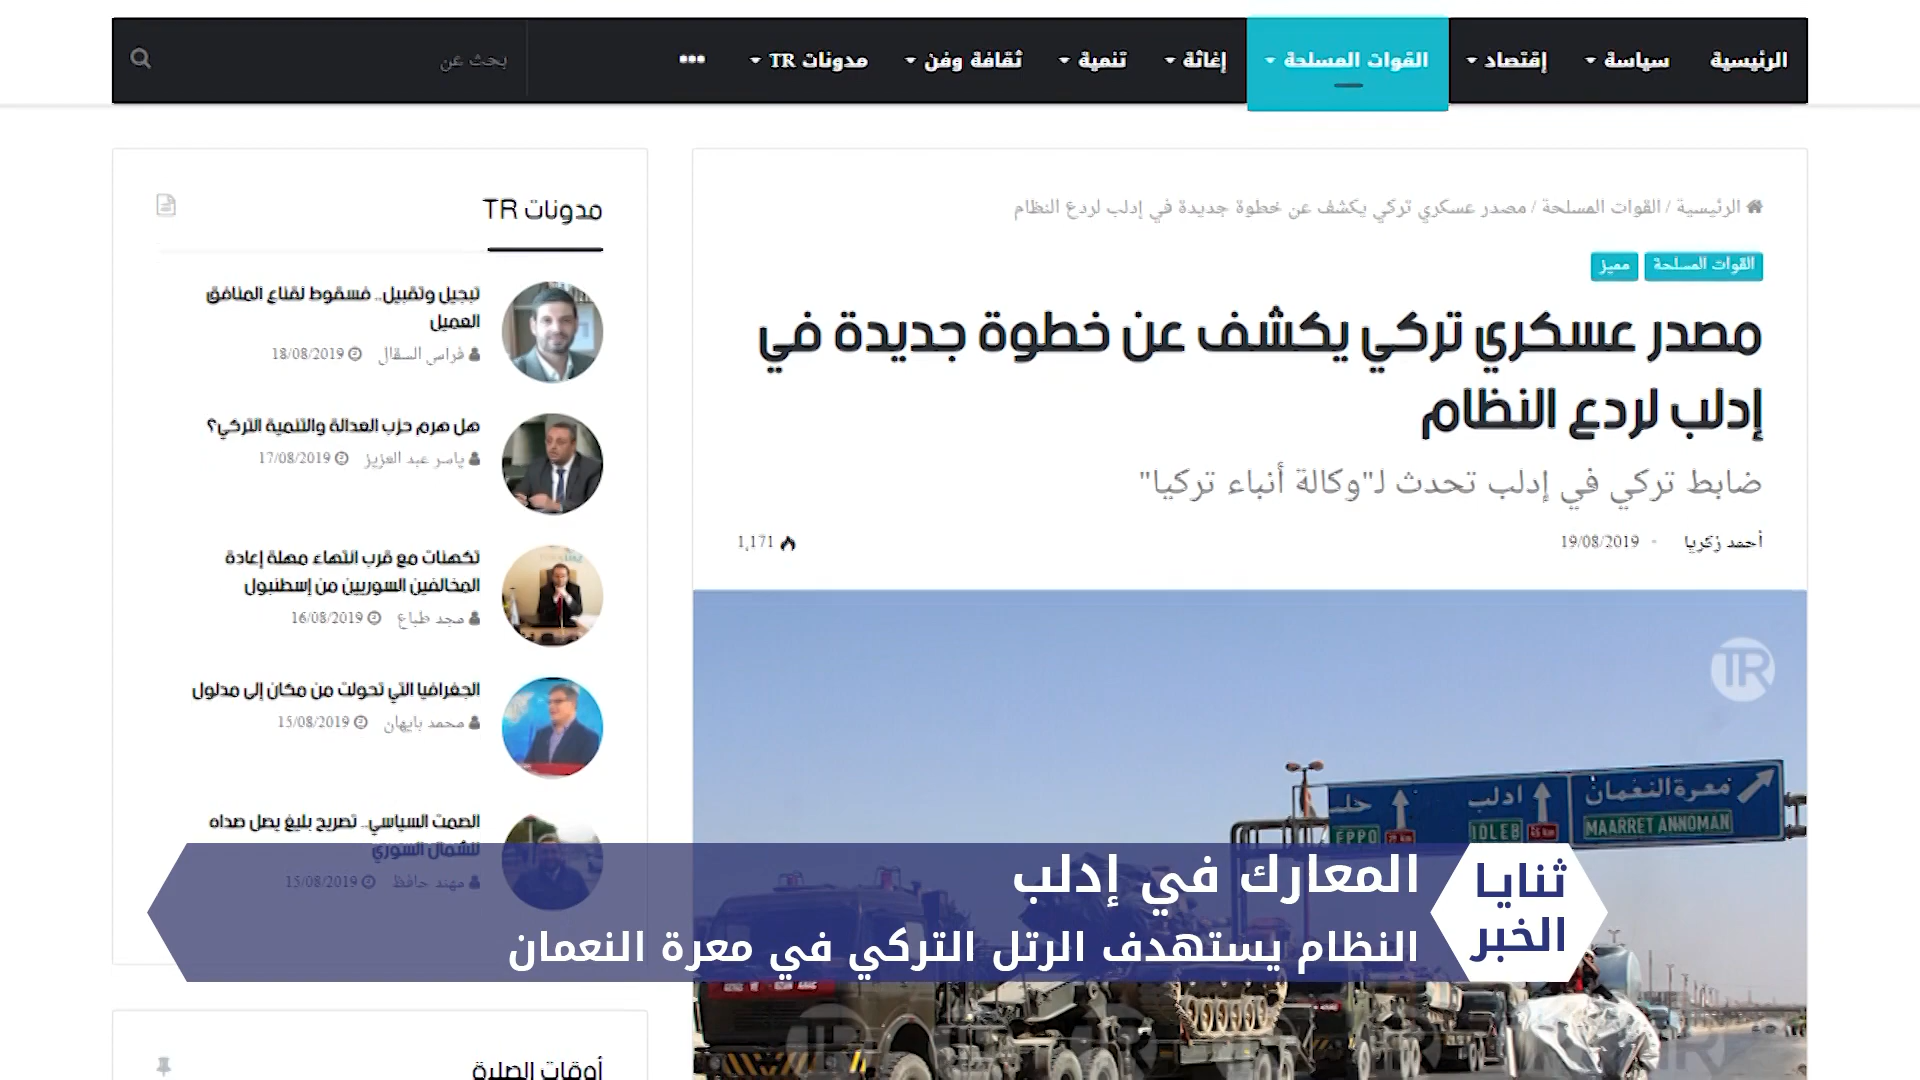 الرئيسية
سياسة
إقتصاد
القوات المسلحة
إغاثة
تنمية
ثقافة وفن
مدونات TR
بحث عن
الرئيسية / القوات المسلحة / مصدر عسكري تركي يكشف عن خطوة جديدة في إدلب لردع النظام
القوات المسلحة
مميز
مصدر عسكري تركي يكشف عن خطوة جديدة في
إدلب لردع النظام
ضابط تركي في إدلب تحدث لـ"وكالة أنباء تركيا"
أحمد زكريا
19/08/2019
1,171
TR
معرة النعمان
MAARRET ANNOMAN
ادلب
IDLEB
حلب
EPPO
مدونات TR
تبجيل وتقبيل.. فسقوط لقناع المنافق
العميل
فراس السقال 18/08/2019
هل هرم حزب العدالة والتنمية التركي؟
ياسر عبد العزيز 17/08/2019
تكهنات مع قرب انتهاء مهلة إعادة
المخالفين السوريين من إسطنبول
مجد طباع 16/08/2019
الجغرافيا التي تحولت من مكان إلى مدلول
محمد بايهان 15/08/2019
الصمت السياسي.. تصريح بليغ يصل صداه
للشمال السوري
مهند حافظ 15/08/2019
ثنايا
الخبر
المعارك في إدلب
النظام يستهدف الرتل التركي في معرة النعمان
أوقات الصلاة